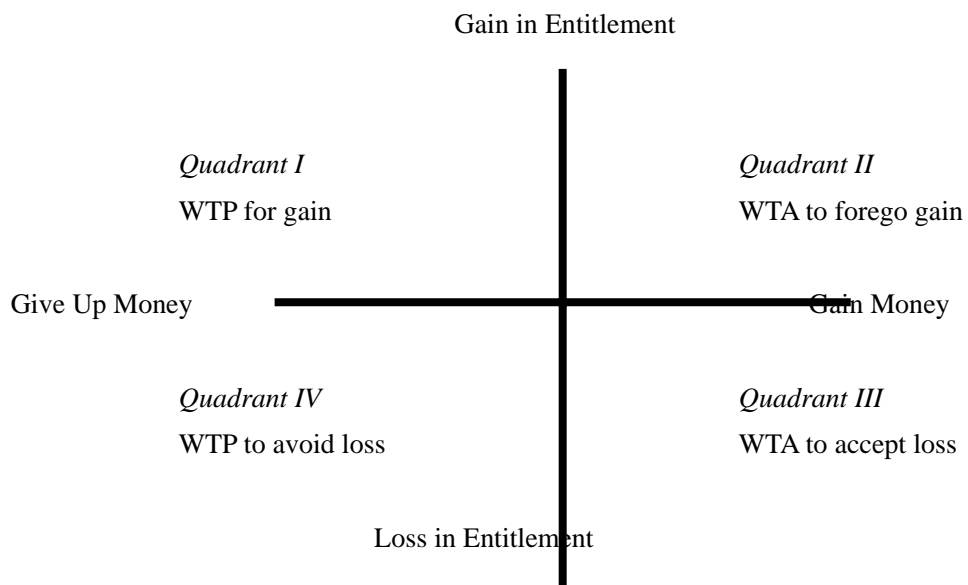 Gain in Entitlement
Quadrant I
WTP for gain
Quadrant II
WTA to forego gain
Give Up Money
Gain Money
Quadrant IV
WTP to avoid loss
Quadrant III
WTA to accept loss
Loss in Entitlement